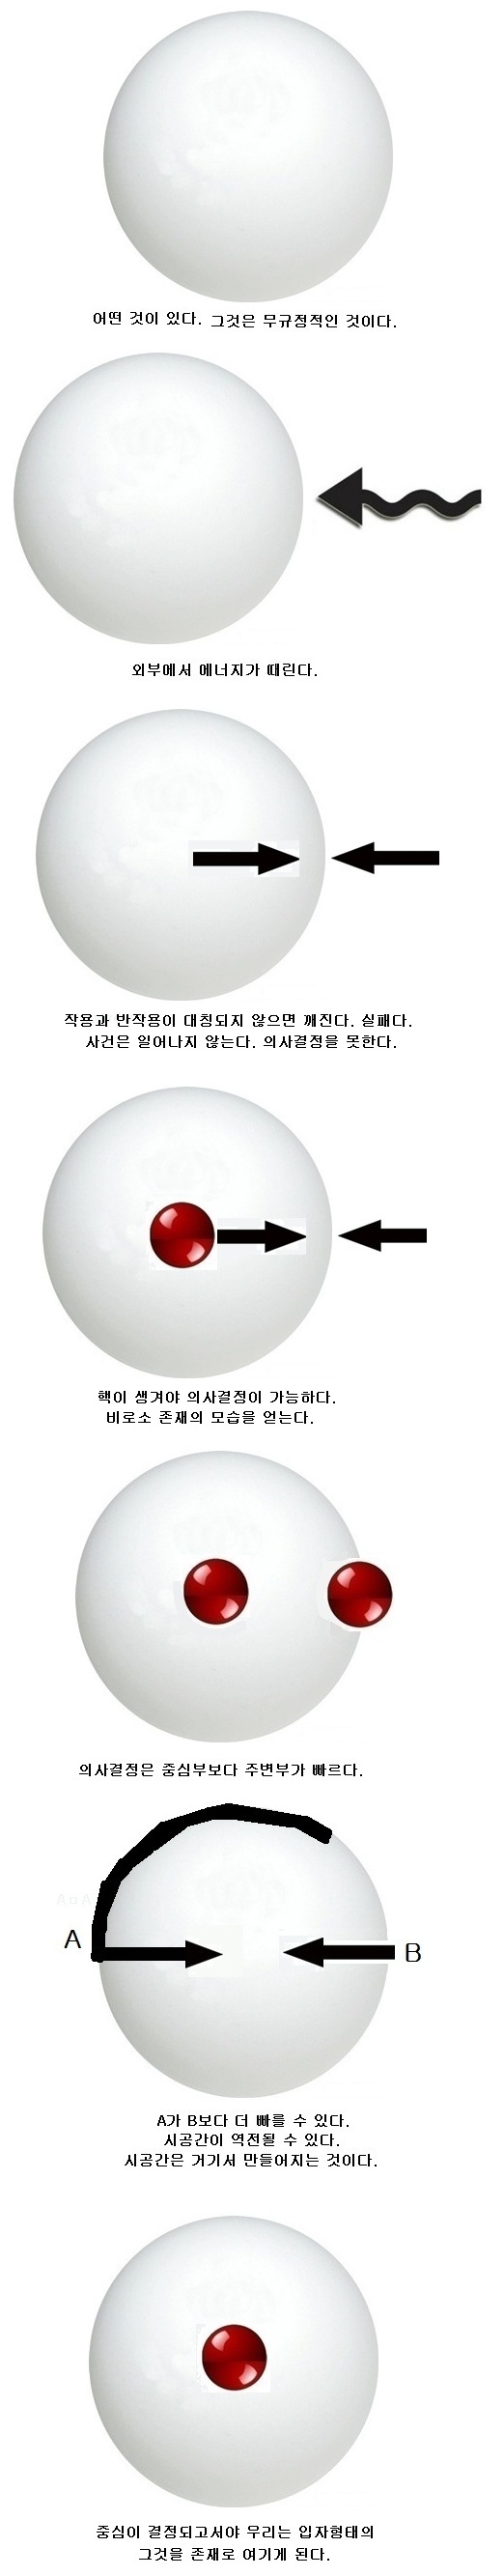 어떤 것이 있다. 그것은 무규정적인 것이다.
외부에서 에너지가 때린다.
작용과 반작용이 대칭되지 않으면 깨진다. 실패다.
사건은 일어나지 않는다. 의사결정을 못한다.
핵이 생겨야 의사결정이 가능하다.
비로소 존재의 모습을 얻는다.
의사결정은 중심부보다 주변부가 빠르다.
A
B
A가 B보다 더 빠를 수 있다.
시공간이 역전될 수 있다.
시공간은 거기서 만들어지는 것이다.
중심이 결정되고서야 우리는 입자형태의
그것을 존재로 여기게 된다.